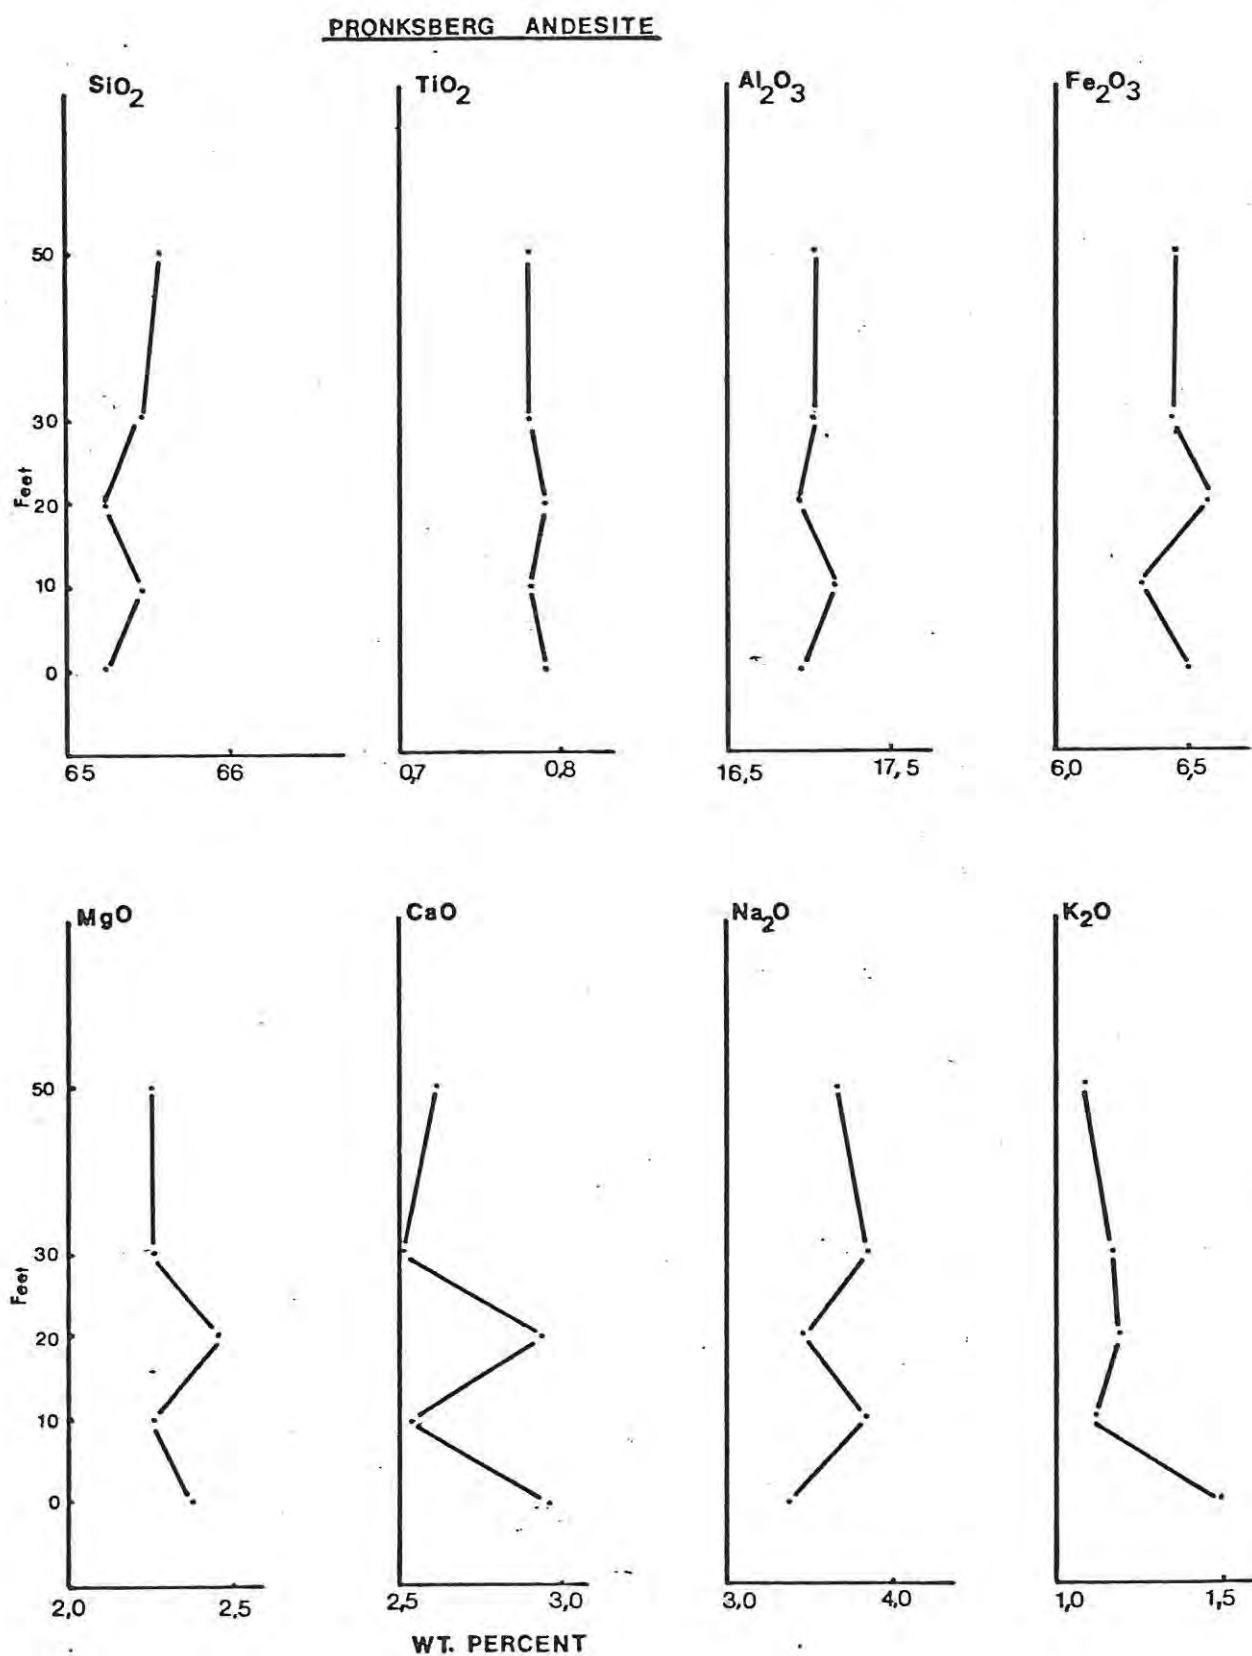 PRONKSBERG ANDESITE
SiO2 TiO2 Al2O3 Fe2O3
50
30
Feet
20
10
0
65 66 0,7 0,8 16,5 17,5 6,0 6,5
MgO CaO Na2O K2O
50
30
Feet
20
10
0
2,0 2,5 2,5 3,0 3,0 4,0 1,0 1,5
WT. PERCENT